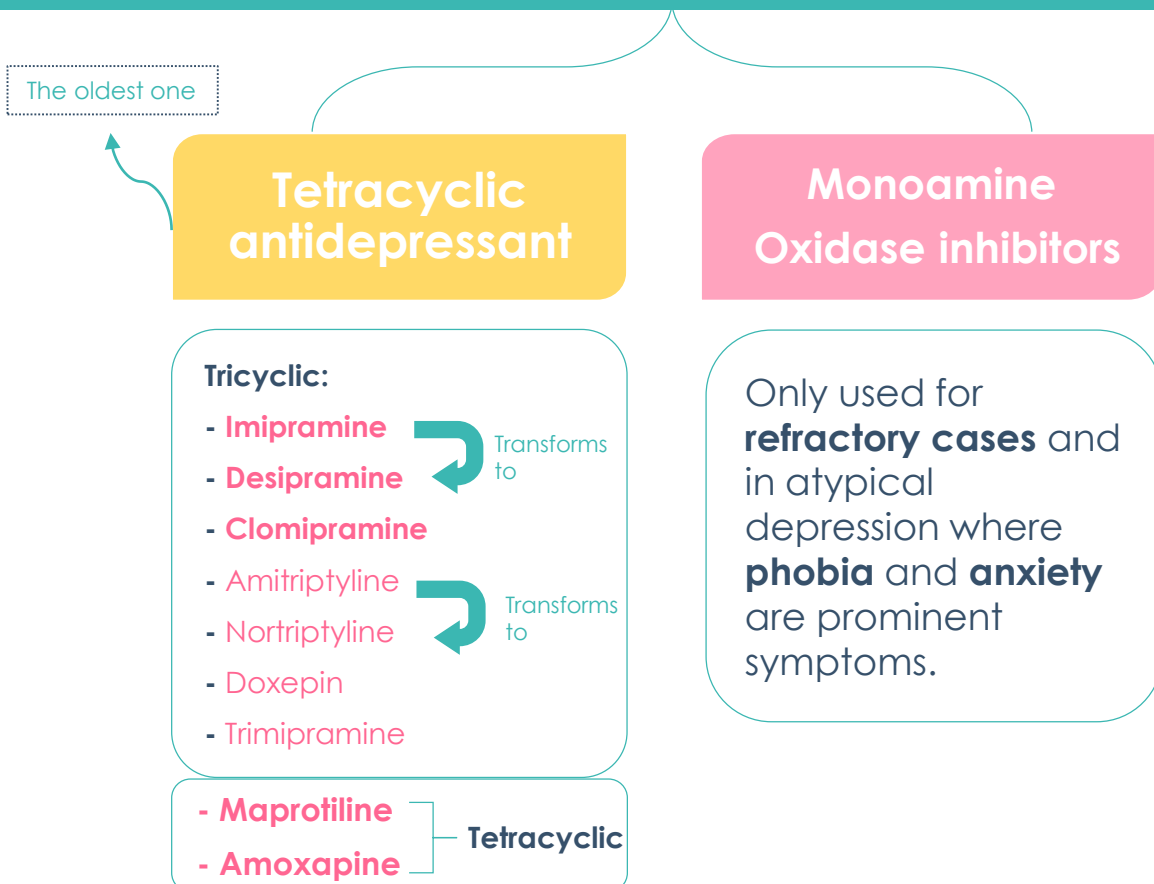 The oldest one
Tetracyclic
antidepressant
Monoamine
Oxidase inhibitors
Tricyclic:
- Imipramine
- Desipramine
Transforms
to
- Clomipramine
- Amitriptyline
- Nortriptyline
Transforms
to
- Doxepin
- Trimipramine
- Maprotiline
- Amoxapine
Tetracyclic
Only used for
refractory cases and
in atypical
depression where
phobia and anxiety
are prominent
symptoms.